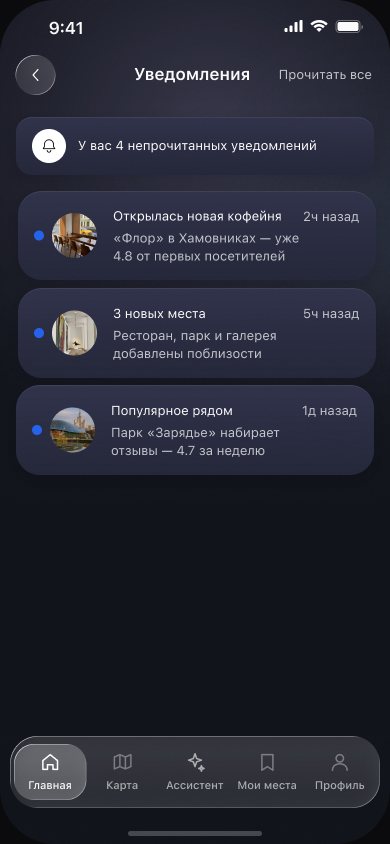 9:41
Уведомления
Прочитать все
У вас 4 непрочитанных уведомлений
Открылась новая кофейня
2ч назад
«Флор» в Хамовниках — уже
4.8 от первых посетителей
3 новых места
5ч назад
Ресторан, парк и галерея
добавлены поблизости
Популярное рядом
1д назад
Парк «Зарядье» набирает
отзывы — 4.7 за неделю
Главная
Карта
Ассистент
Мои места
Профиль